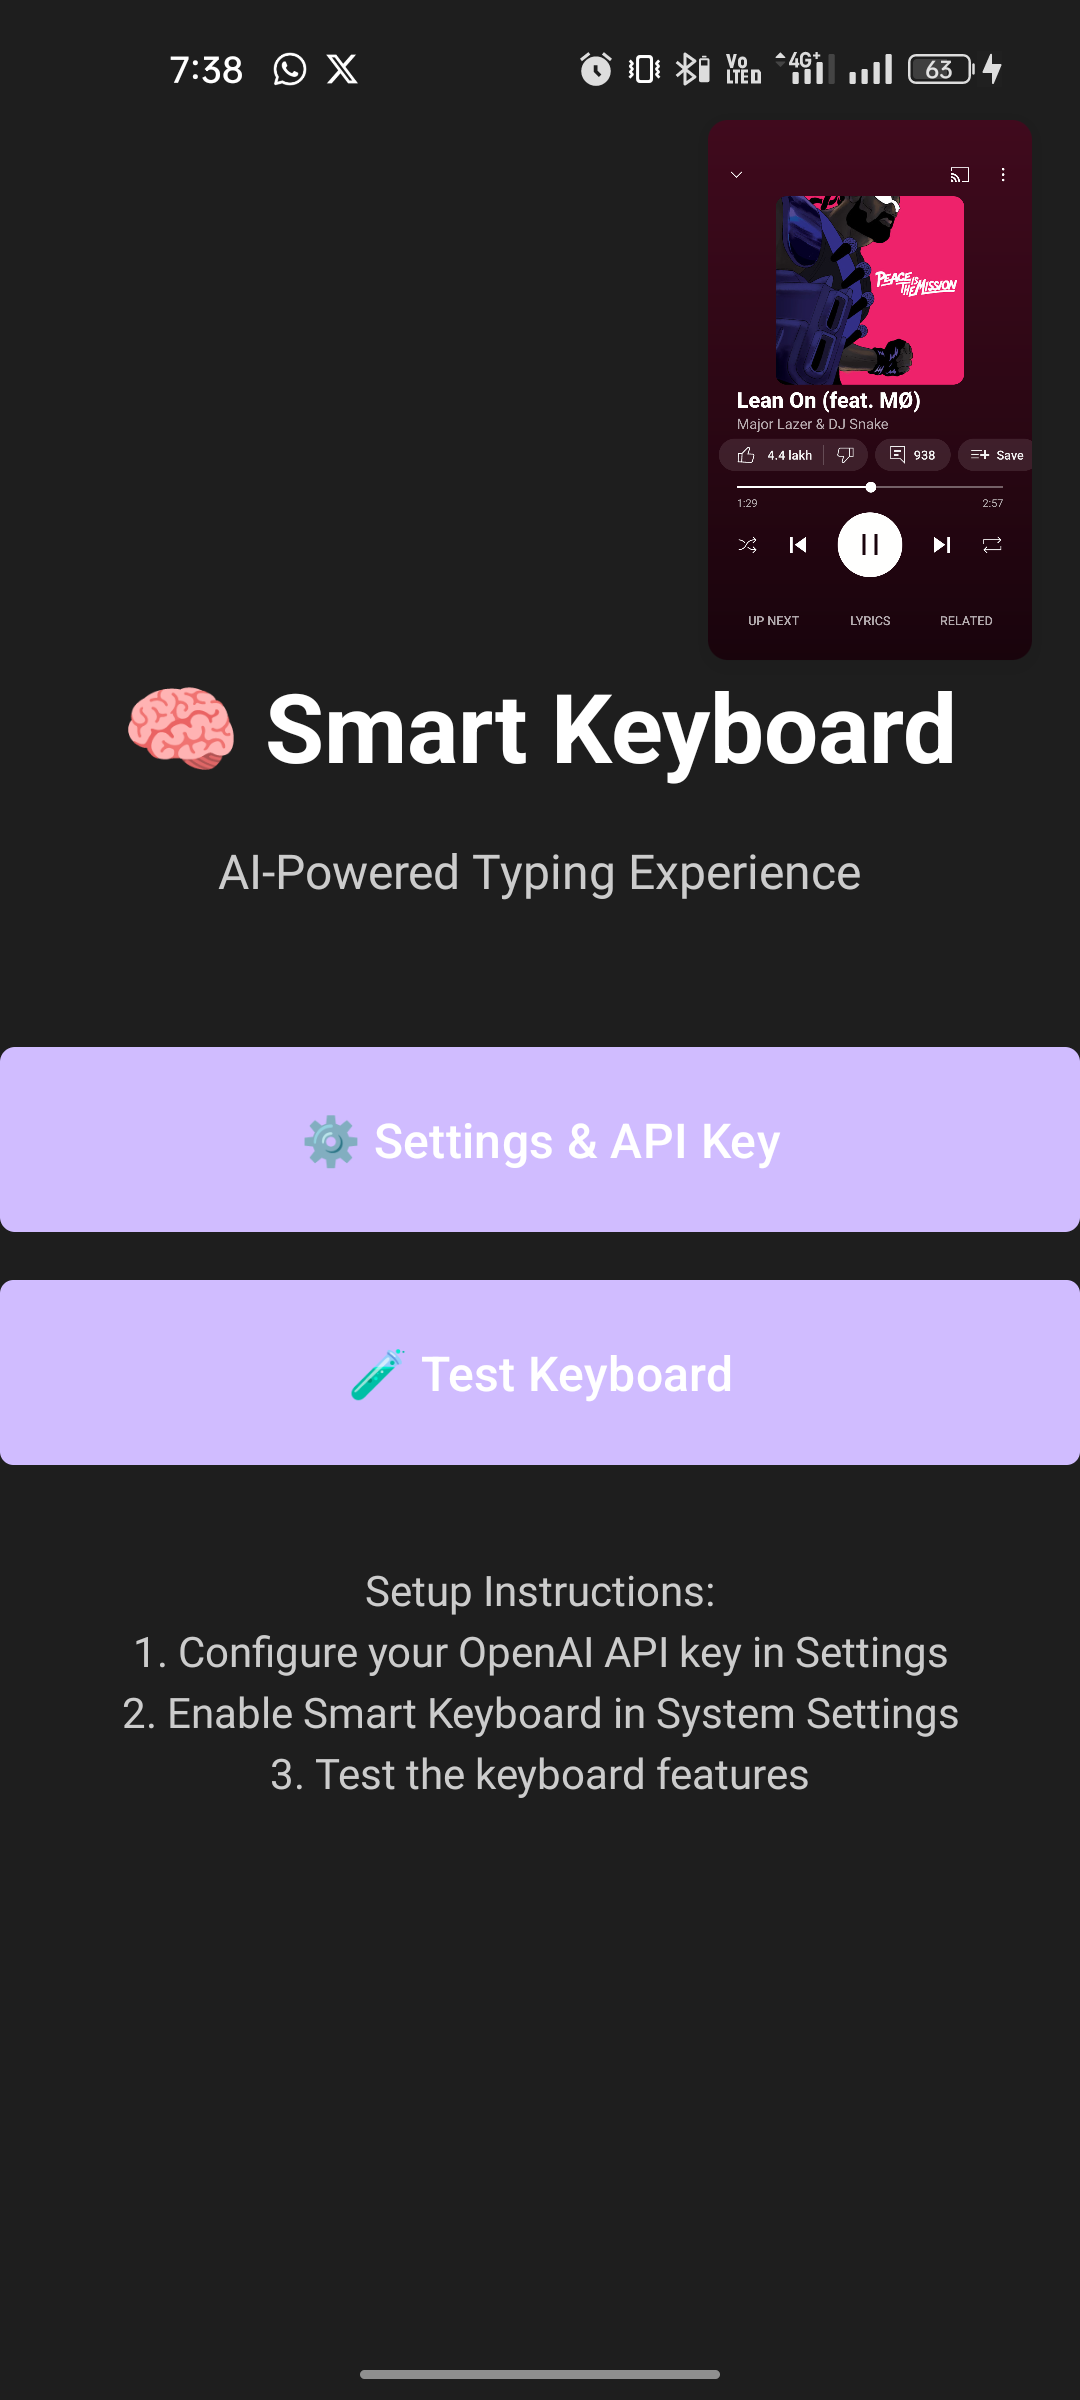 7:38
Vo LTE D
4G+
63
PEACE IS THE MISSION
Lean On (feat. MØ)
Major Lazer & DJ Snake
4.4 lakh
938
Save
1:29
2:57
UP NEXT
LYRICS
RELATED
🧠 Smart Keyboard
AI-Powered Typing Experience
⚙️ Settings & API Key
🧪 Test Keyboard
Setup Instructions:
1. Configure your OpenAI API key in Settings
2. Enable Smart Keyboard in System Settings
3. Test the keyboard features